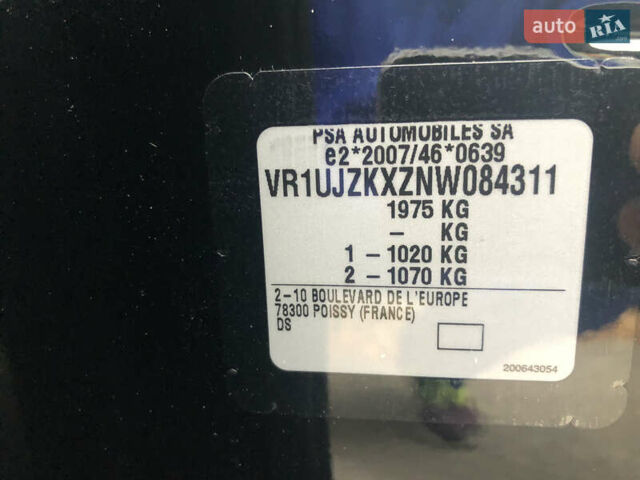 auto RIA.com
PSA AUTOMOBILES SA
e2*2007/46*0639
VR1UJZKXZNW084311
1975 KG
– KG
1 – 1020 KG
2 – 1070 KG
2–10 BOULEVARD DE L'EUROPE
78300 POISSY (FRANCE)
DS
200643054